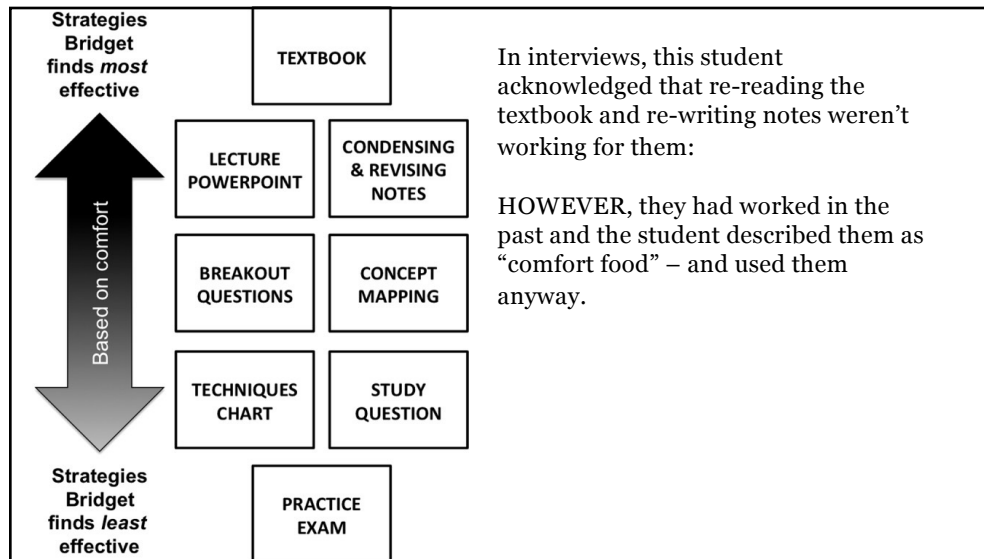 Strategies
Bridget
finds most
effective
Based on comfort
Strategies
Bridget
finds least
effective
TEXTBOOK
LECTURE
POWERPOINT
CONDENSING
& REVISING
NOTES
BREAKOUT
QUESTIONS
CONCEPT
MAPPING
TECHNIQUES
CHART
STUDY
QUESTION
PRACTICE
EXAM
In interviews, this student
acknowledged that re-reading the
textbook and re-writing notes weren’t
working for them:
HOWEVER, they had worked in the
past and the student described them as
“comfort food” – and used them
anyway.